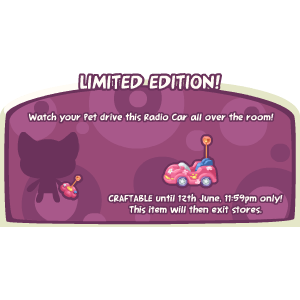 LIMITED EDITION!
Watch your Pet drive this Radio Car all over the room!
CRAFTABLE until 12th June, 11:59pm only!
This item will then exit stores.